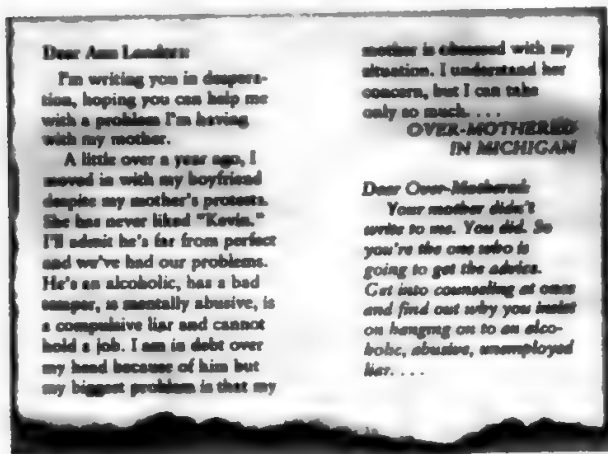 Dear Ann Landers:
I'm writing you in despera-
tion, hoping you can help me
with a problem I'm having
with my mother.
A little over a year ago, I
moved in with my boyfriend
despite my mother's protests.
She has never liked "Kevin."
I'll admit he's far from perfect
and we've had our problems.
He's an alcoholic, has a bad
temper, is mentally abusive, is
a compulsive liar and cannot
hold a job. I am in debt over
my head because of him but
my biggest problem is that my
mother is obsessed with my
situation. I understand her
concern, but I can take
only so much. . . .
OVER-MOTHERED
IN MICHIGAN
Dear Over-Mothered:
Your mother didn't
write to me. You did. So
you're the one who is
going to get the advice.
Get into counseling at once
and find out why you insist
on hanging on to an alco-
holic, abusive, unemployed
liar. . . .